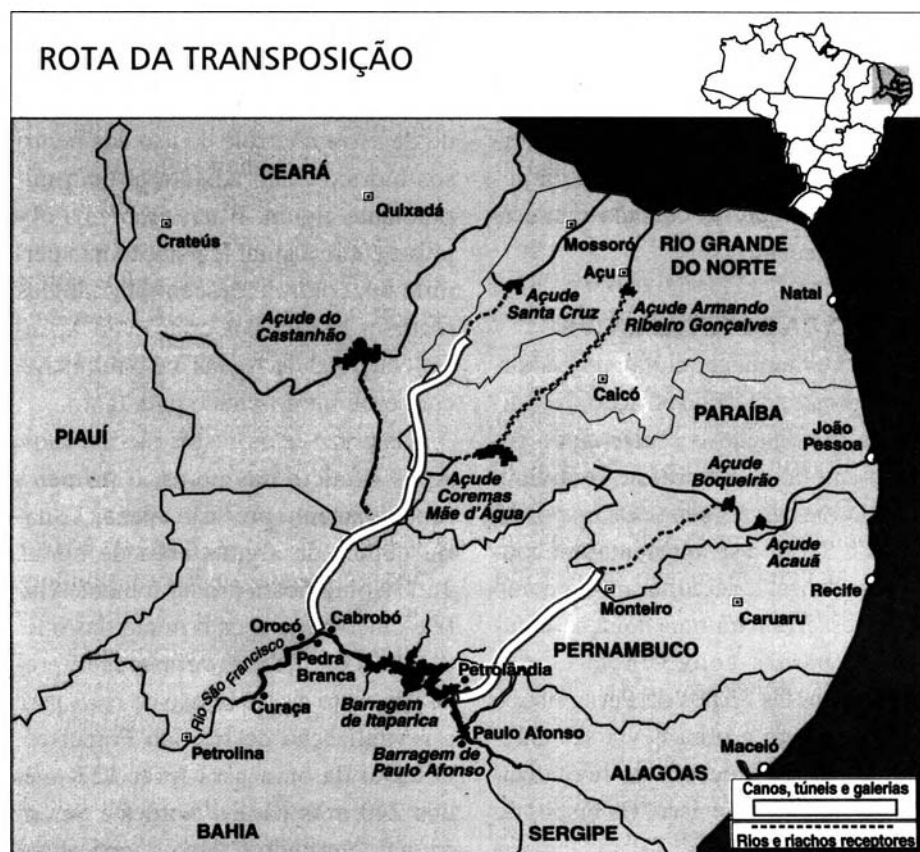 ROTA DA TRANSPOSIÇÃO
CEARÁ
Quixadá
Crateús
Mossoró
RIO GRANDE
DO NORTE
Açu
Natal
Açude do
Castanhão
Açude
Santa Cruz
Açude Armando
Ribeiro Gonçalves
Caicó
PARAÍBA
João
Pessoa
PIAUÍ
Açude
Coremas
Mãe d'Água
Açude
Boqueirão
Açude
Acauã
Recife
Monteiro
Caruaru
Cabrobó
Orocó
Pedra
Branca
Rio São Francisco
PERNAMBUCO
Petrolândia
Curaça
Barragem
de Itaparica
Paulo Afonso
Petrolina
Barragem de
Paulo Afonso
Maceió
ALAGOAS
BAHIA
SERGIPE
Canos, túneis e galerias
Rios e riachos receptores